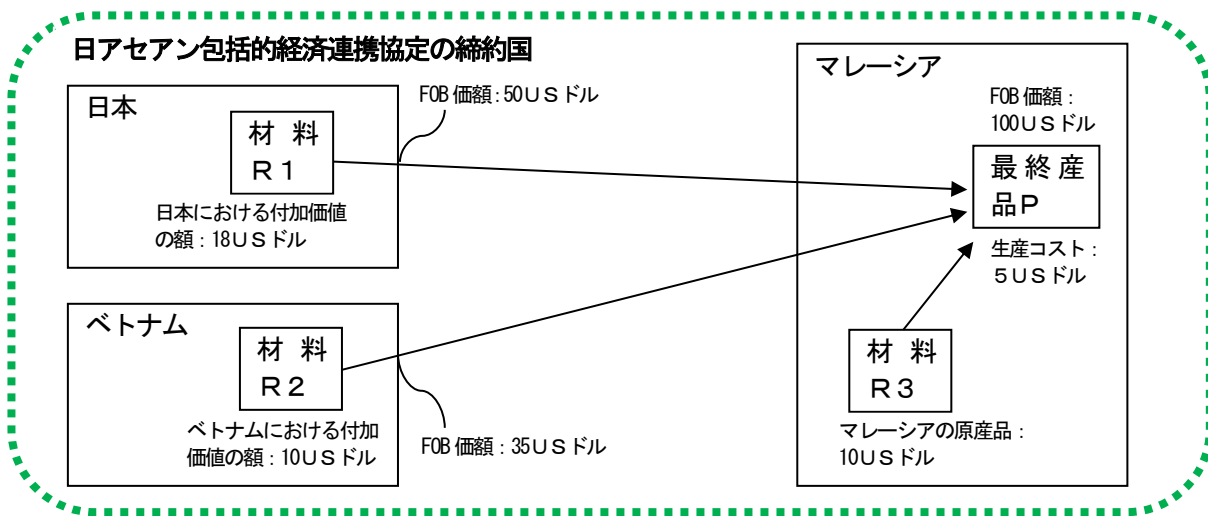 日アセアン包括的経済連携協定の締約国
日本
材 料
R1
日本における付加価値
の額：18USドル
FOB 価額：50USドル
ベトナム
材 料
R2
ベトナムにおける付加
価値の額：10USドル
FOB 価額：35USドル
マレーシア
FOB 価額：
100USドル
最 終 産
品P
生産コスト：
5USドル
材 料
R3
マレーシアの原産品：
10USドル